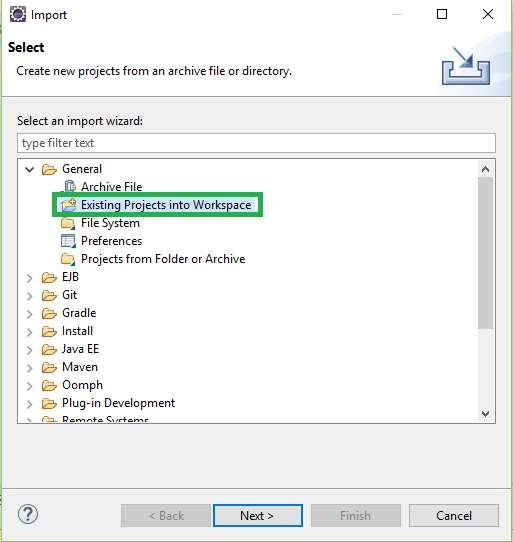 Import
Select
Create new projects from an archive file or directory.
Select an import wizard:
type filter text
General
Archive File
Existing Projects into Workspace
File System
Preferences
Projects from Folder or Archive
EJB
Git
Gradle
Install
Java EE
Maven
Oomph
Plug-in Development
Remote Systems
?
< Back
Next >
Finish
Cancel